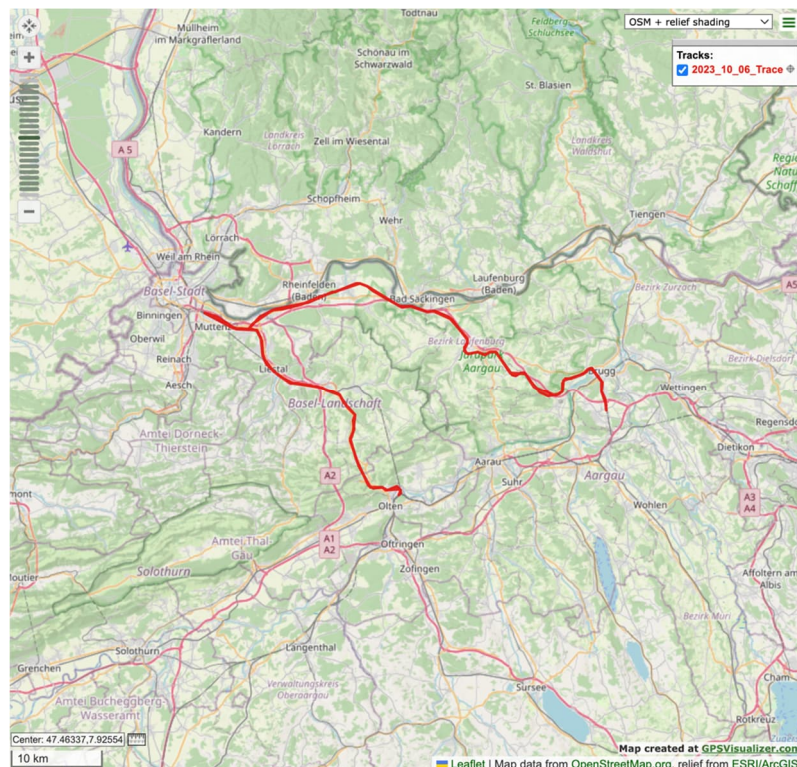 Todtnau
Müllheim
im Markgräflerland
Feldberg
Schluchsee
OSM + relief shading
Schönau im
Schwarzwald
Tracks:
2023_10_06_Trace
St. Blasien
Kandern
Landkreis
Lörrach
Zell im Wiesental
Landkreis
Waldshut
A 5
Schopfheim
Wehr
Tiengen
Lörrach
Weil am Rhein
Laufenburg
(Baden)
Rheinfelden
(Baden)
Basel-Stadt
Bad Säckingen
Bezirk Zurzach
Binningen
Muttenz
Oberwil
Bezirk Laufenburg
Jurapark
Aargau
Reinach
Liestal
Brugg
Bezirk-Dielsdorf
Aesch
Wettingen
Basel-Landschaft
Regensd
Amtei Dorneck-
Thierstein
Dietikon
Aarau
Suhr
Aargau
A2
Wohlen
A3
A4
Olten
Amtei Thal-
Gäu
A1
A2
Oftringen
Solothurn
Zofingen
Affoltern am
Albis
Bezirk Muri
Solothurn
Langenthal
Grenchen
Verwaltungskreis
Oberaargau
Sursee
Cham
Amtei Bucheggberg-
Wasseramt
Rotkreuz
Center: 47.46337,7.92554
10 km
Map created at GPSVisualizer.com
Leaflet | Map data from OpenStreetMap.org, relief from ESRI/ArcGIS